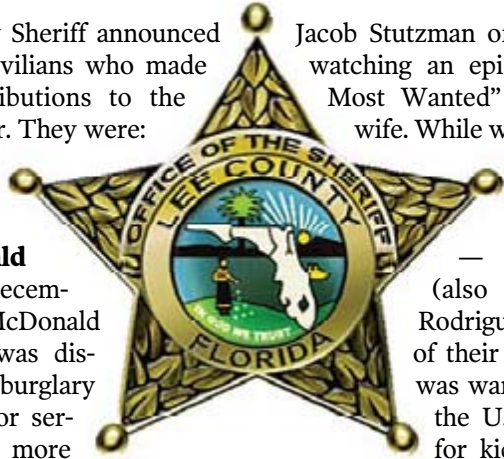 Sheriff announced
vilians who made
ributions to the
r. They were:
ld
ecem-
McDonald
was dis-
burglary
or ser-
more
OFFICE OF THE SHERIFF
LEE COUNTY
IN GOD WE TRUST
FLORIDA
Jacob Stutzman o
watching an epi
Most Wanted”
wife. While w
—
(also
Rodrigu
of their
was war
the U.
for kid